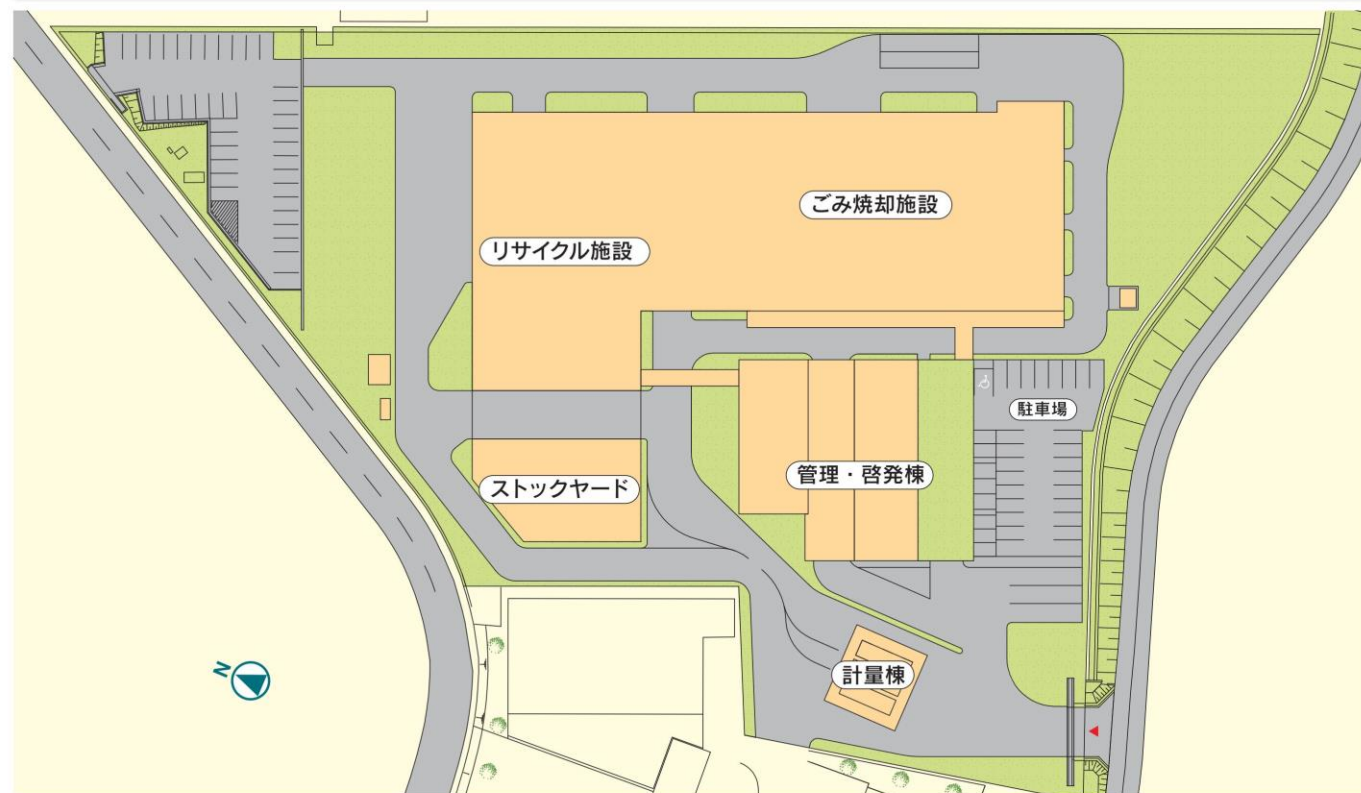 ごみ焼却施設
リサイクル施設
駐車場
管理・啓発棟
ストックヤード
計量棟
N